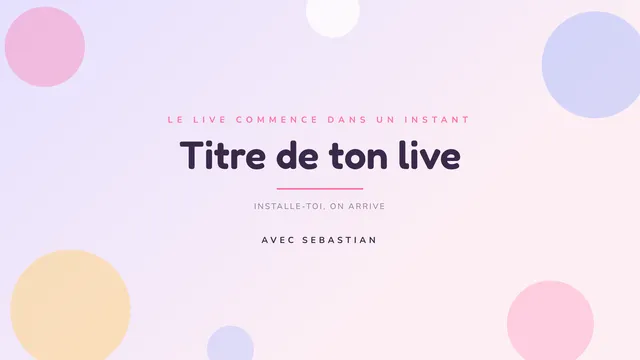 LE LIVE COMMENCE DANS UN INSTANT
Titre de ton live
INSTALLE-TOI, ON ARRIVE
AVEC SEBASTIAN